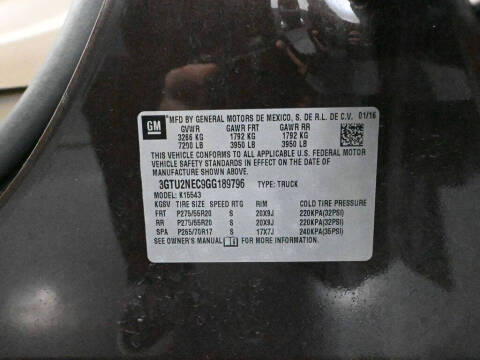 GM
MFD BY GENERAL MOTORS DE MEXICO, S. DE R.L. DE C.V. 01/16
GVWR GAWR FRT GAWR RR
3266 KG 1792 KG 1792 KG
7200 LB 3950 LB 3950 LB
THIS VEHICLE CONFORMS TO ALL APPLICABLE U.S. FEDERAL MOTOR
VEHICLE SAFETY STANDARDS IN EFFECT ON THE DATE OF
MANUFACTURE SHOWN ABOVE.
3GTU2NEC9GG189796 TYPE: TRUCK
MODEL: K15543
KGSV TIRE SIZE SPEED RTG RIM COLD TIRE PRESSURE
FRT P275/55R20 S 20X9J 220KPA(32PSI)
RR P275/55R20 S 20X9J 220KPA(32PSI)
SPA P265/70R17 S 17X7J 240KPA(35PSI)
SEE OWNER'S MANUAL FOR MORE INFORMATION.